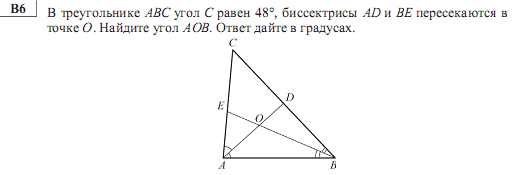 B6
В треугольнике ABC угол C равен 48°, биссектрисы AD и BE пересекаются в
точке O. Найдите угол AOB. Ответ дайте в градусах.
C
D
E
O
A
B